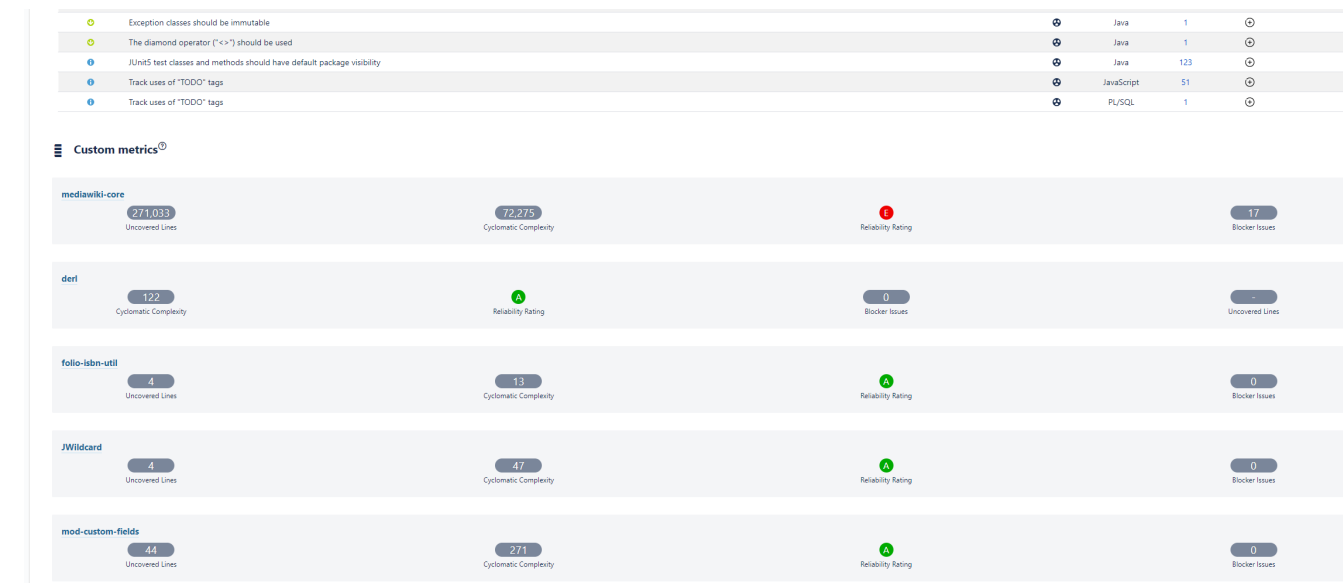 Exception classes should be immutable Java 1
The diamond operator ("<>") should be used Java 1
JUnit5 test classes and methods should have default package visibility Java 123
Track uses of "TODO" tags JavaScript 51
Track uses of "TODO" tags PL/SQL 1
Custom metrics
mediawiki-core
271,033 72,275 E 17
Uncovered Lines Cyclomatic Complexity Reliability Rating Blocker Issues
derl
122 A 0 -
Cyclomatic Complexity Reliability Rating Blocker Issues Uncovered Lines
folio-isbn-util
4 13 A 0
Uncovered Lines Cyclomatic Complexity Reliability Rating Blocker Issues
JWildcard
4 47 A 0
Uncovered Lines Cyclomatic Complexity Reliability Rating Blocker Issues
mod-custom-fields
44 271 A 0
Uncovered Lines Cyclomatic Complexity Reliability Rating Blocker Issues